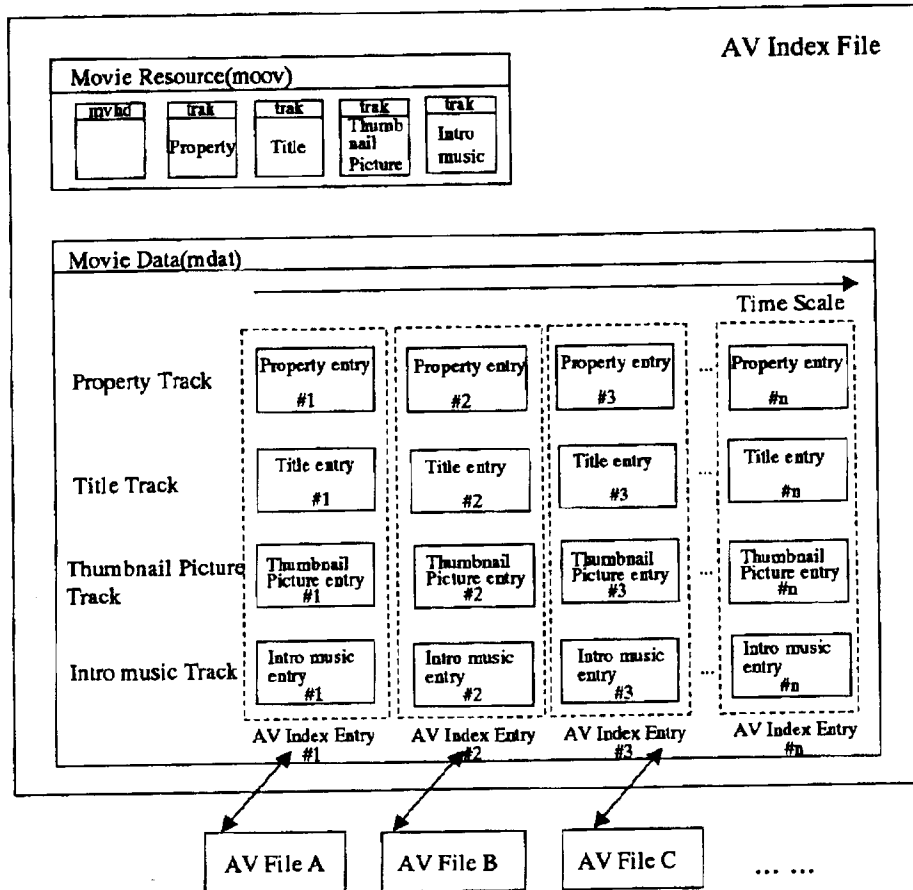 AV Index File
Movie Resource(moov)
mvhd
trak
trak
trak
trak
Property
Title
Thumb
nail
Picture
Intro
music
Movie Data(mdat)
Time Scale
Property Track
Property entry
#1
Property entry
#2
Property entry
#3
...
Property entry
#n
Title Track
Title entry
#1
Title entry
#2
Title entry
#3
...
Title entry
#n
Thumbnail Picture
Track
Thumbnail
Picture entry
#1
Thumbnail
Picture entry
#2
Thumbnail
Picture entry
#3
...
Thumbnail
Picture entry
#n
Intro music Track
Intro music
entry
#1
Intro music
entry
#2
Intro music
entry
#3
...
Intro music
entry
#n
AV Index Entry
#1
AV Index Entry
#2
AV Index Entry
#3
AV Index Entry
#n
AV File A
AV File B
AV File C
... ...